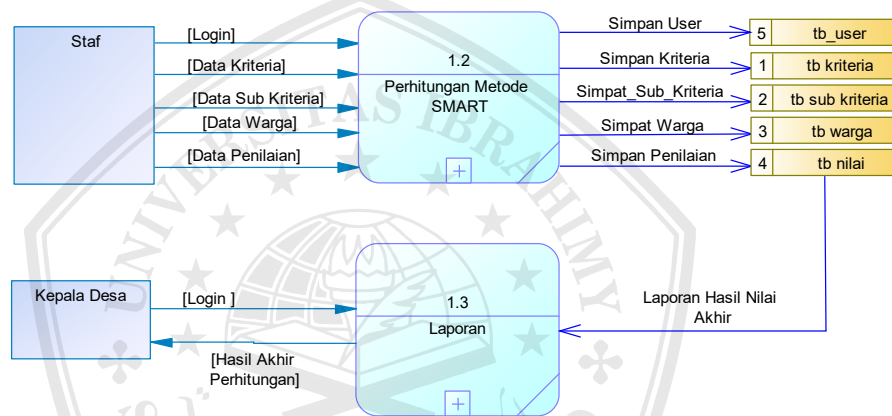 Staf
[Login]
[Data Kriteria]
[Data Sub Kriteria]
[Data Warga]
[Data Penilaian]
1.2
Perhitungan Metode
SMART
Simpan User
Simpan Kriteria
Simpat_Sub_Kriteria
Simpat Warga
Simpan Penilaian
5 tb_user
1 tb kriteria
2 tb sub kriteria
3 tb warga
4 tb nilai
Kepala Desa
[Login ]
[Hasil Akhir
Perhitungan]
1.3
Laporan
Laporan Hasil Nilai
Akhir
UNIVERSITAS IBRAHIMY